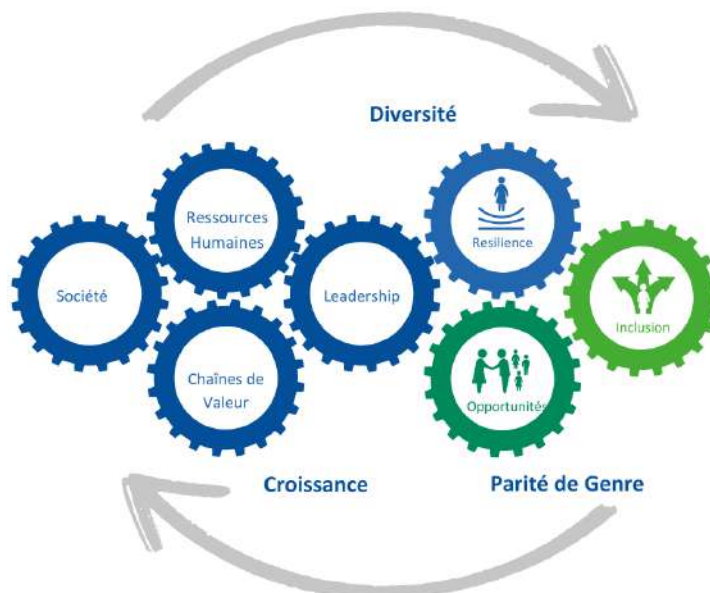 Diversité
Ressources
Humaines
Resilience
Société
Leadership
Inclusion
Chaînes de
Valeur
Opportunités
Croissance
Parité de Genre